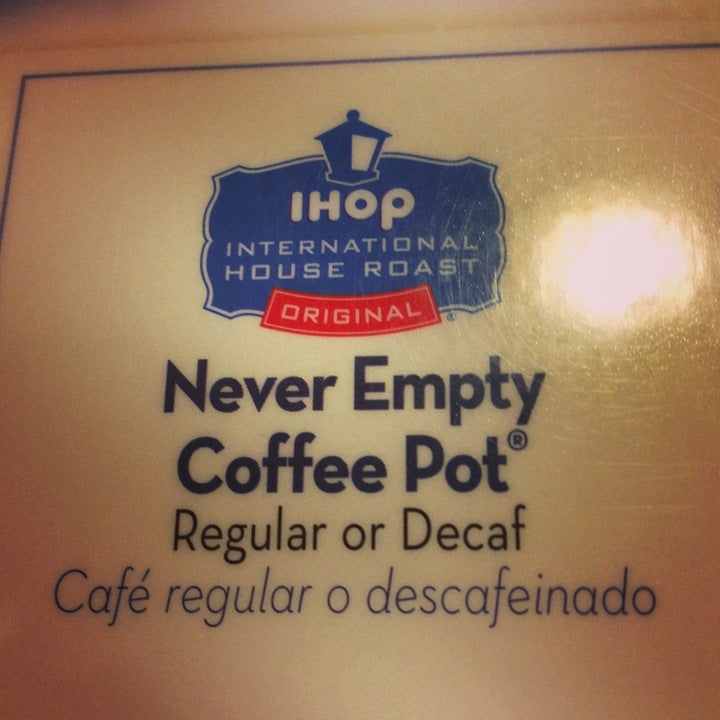 IHOP
INTERNATIONAL
HOUSE ROAST
ORIGINAL ®
Never Empty
Coffee Pot®
Regular or Decaf
Café regular o descafeinado